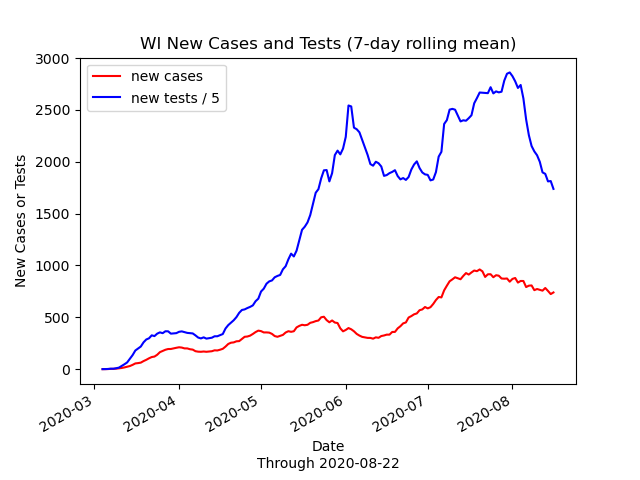 WI New Cases and Tests (7-day rolling mean)
new cases
new tests / 5
3000
2500
2000
1500
1000
500
0
New Cases or Tests
2020-03
2020-04
2020-05
2020-06
2020-07
2020-08
Date
Through 2020-08-22